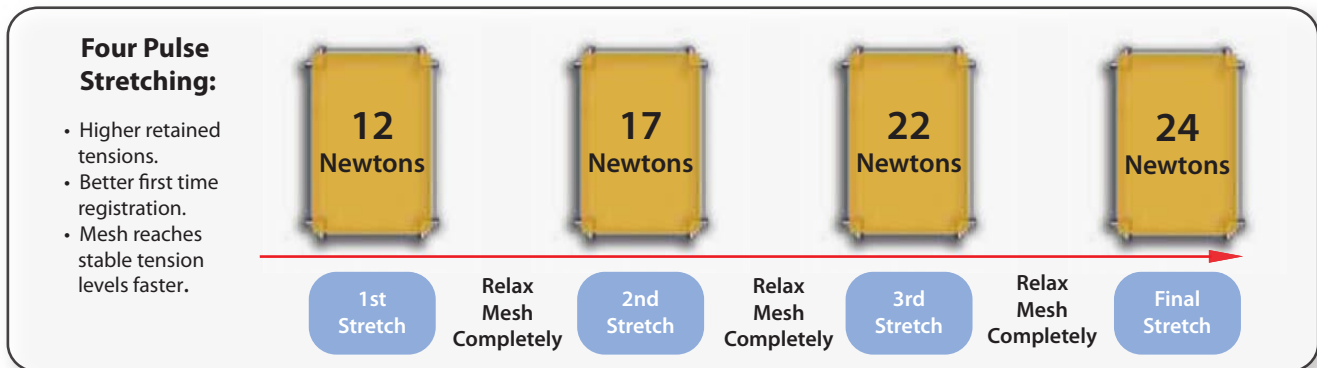 Four Pulse
Stretching:
• Higher retained
tensions.
• Better first time
registration.
• Mesh reaches
stable tension
levels faster.
12
Newtons
17
Newtons
22
Newtons
24
Newtons
1st
Stretch
Relax
Mesh
Completely
2nd
Stretch
Relax
Mesh
Completely
3rd
Stretch
Relax
Mesh
Completely
Final
Stretch